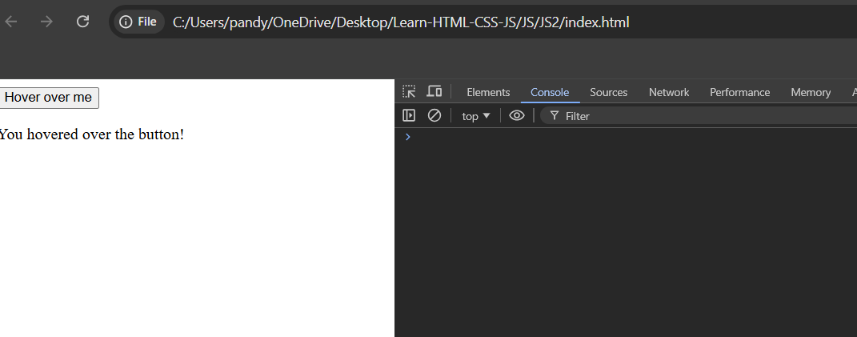 File C:/Users/pandy/OneDrive/Desktop/Learn-HTML-CSS-JS/JS/JS2/index.html
Hover over me
You hovered over the button!
Elements Console Sources Network Performance Memory
top Filter